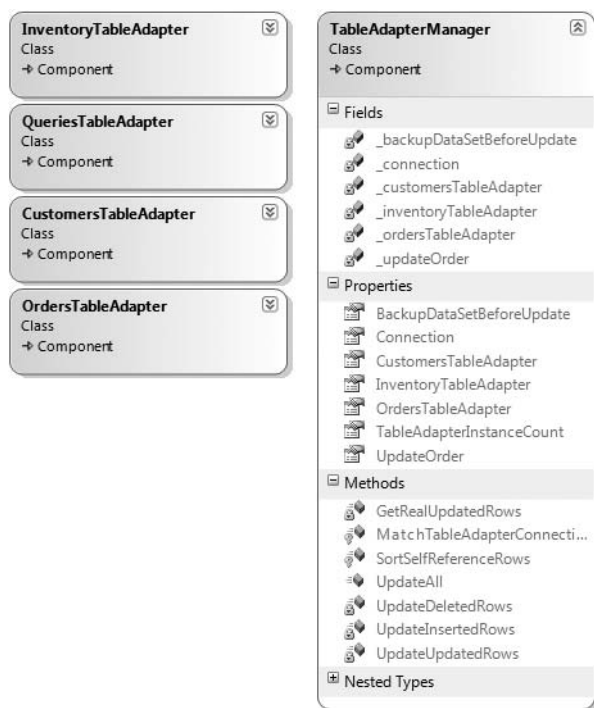 InventoryTableAdapter
Class
Component
QueriesTableAdapter
Class
Component
CustomersTableAdapter
Class
Component
OrdersTableAdapter
Class
Component
TableAdapterManager
Class
Component
Fields
_backupDataSetBeforeUpdate
_connection
_customersTableAdapter
_inventoryTableAdapter
_ordersTableAdapter
_updateOrder
Properties
BackupDataSetBeforeUpdate
Connection
CustomersTableAdapter
InventoryTableAdapter
OrdersTableAdapter
TableAdapterInstanceCount
UpdateOrder
Methods
GetRealUpdatedRows
MatchTableAdapterConnecti...
SortSelfReferenceRows
UpdateAll
UpdateDeletedRows
UpdateInsertedRows
UpdateUpdatedRows
Nested Types